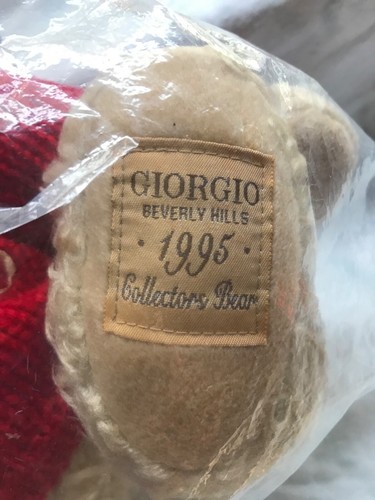 GIORGIO
BEVERLY HILLS
· 1995 ·
Collectors Bear